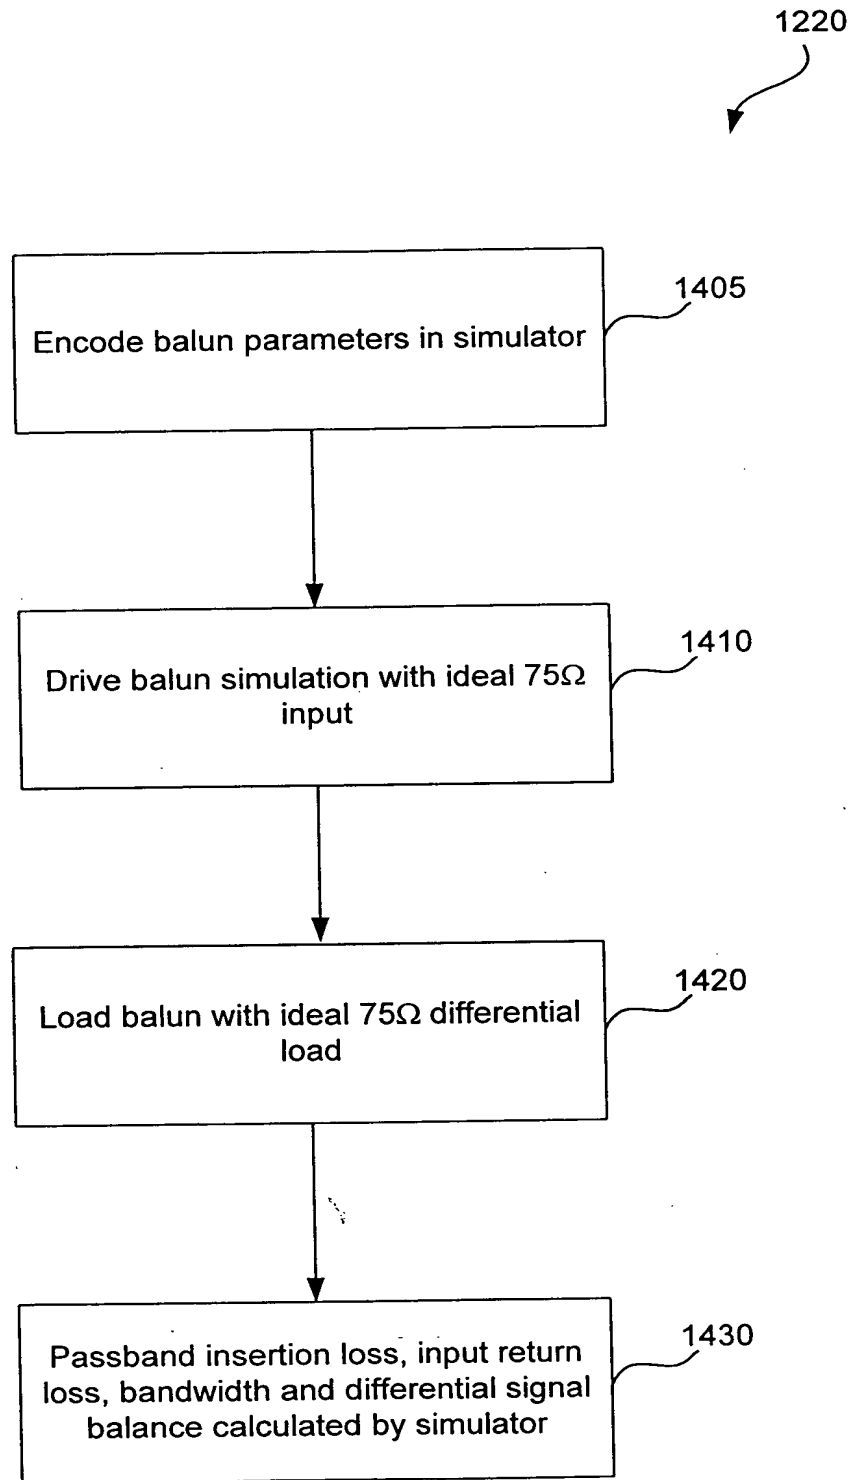 1220
Encode balun parameters in simulator
1405
Drive balun simulation with ideal 75Ω
input
1410
Load balun with ideal 75Ω differential
load
1420
Passband insertion loss, input return
loss, bandwidth and differential signal
balance calculated by simulator
1430